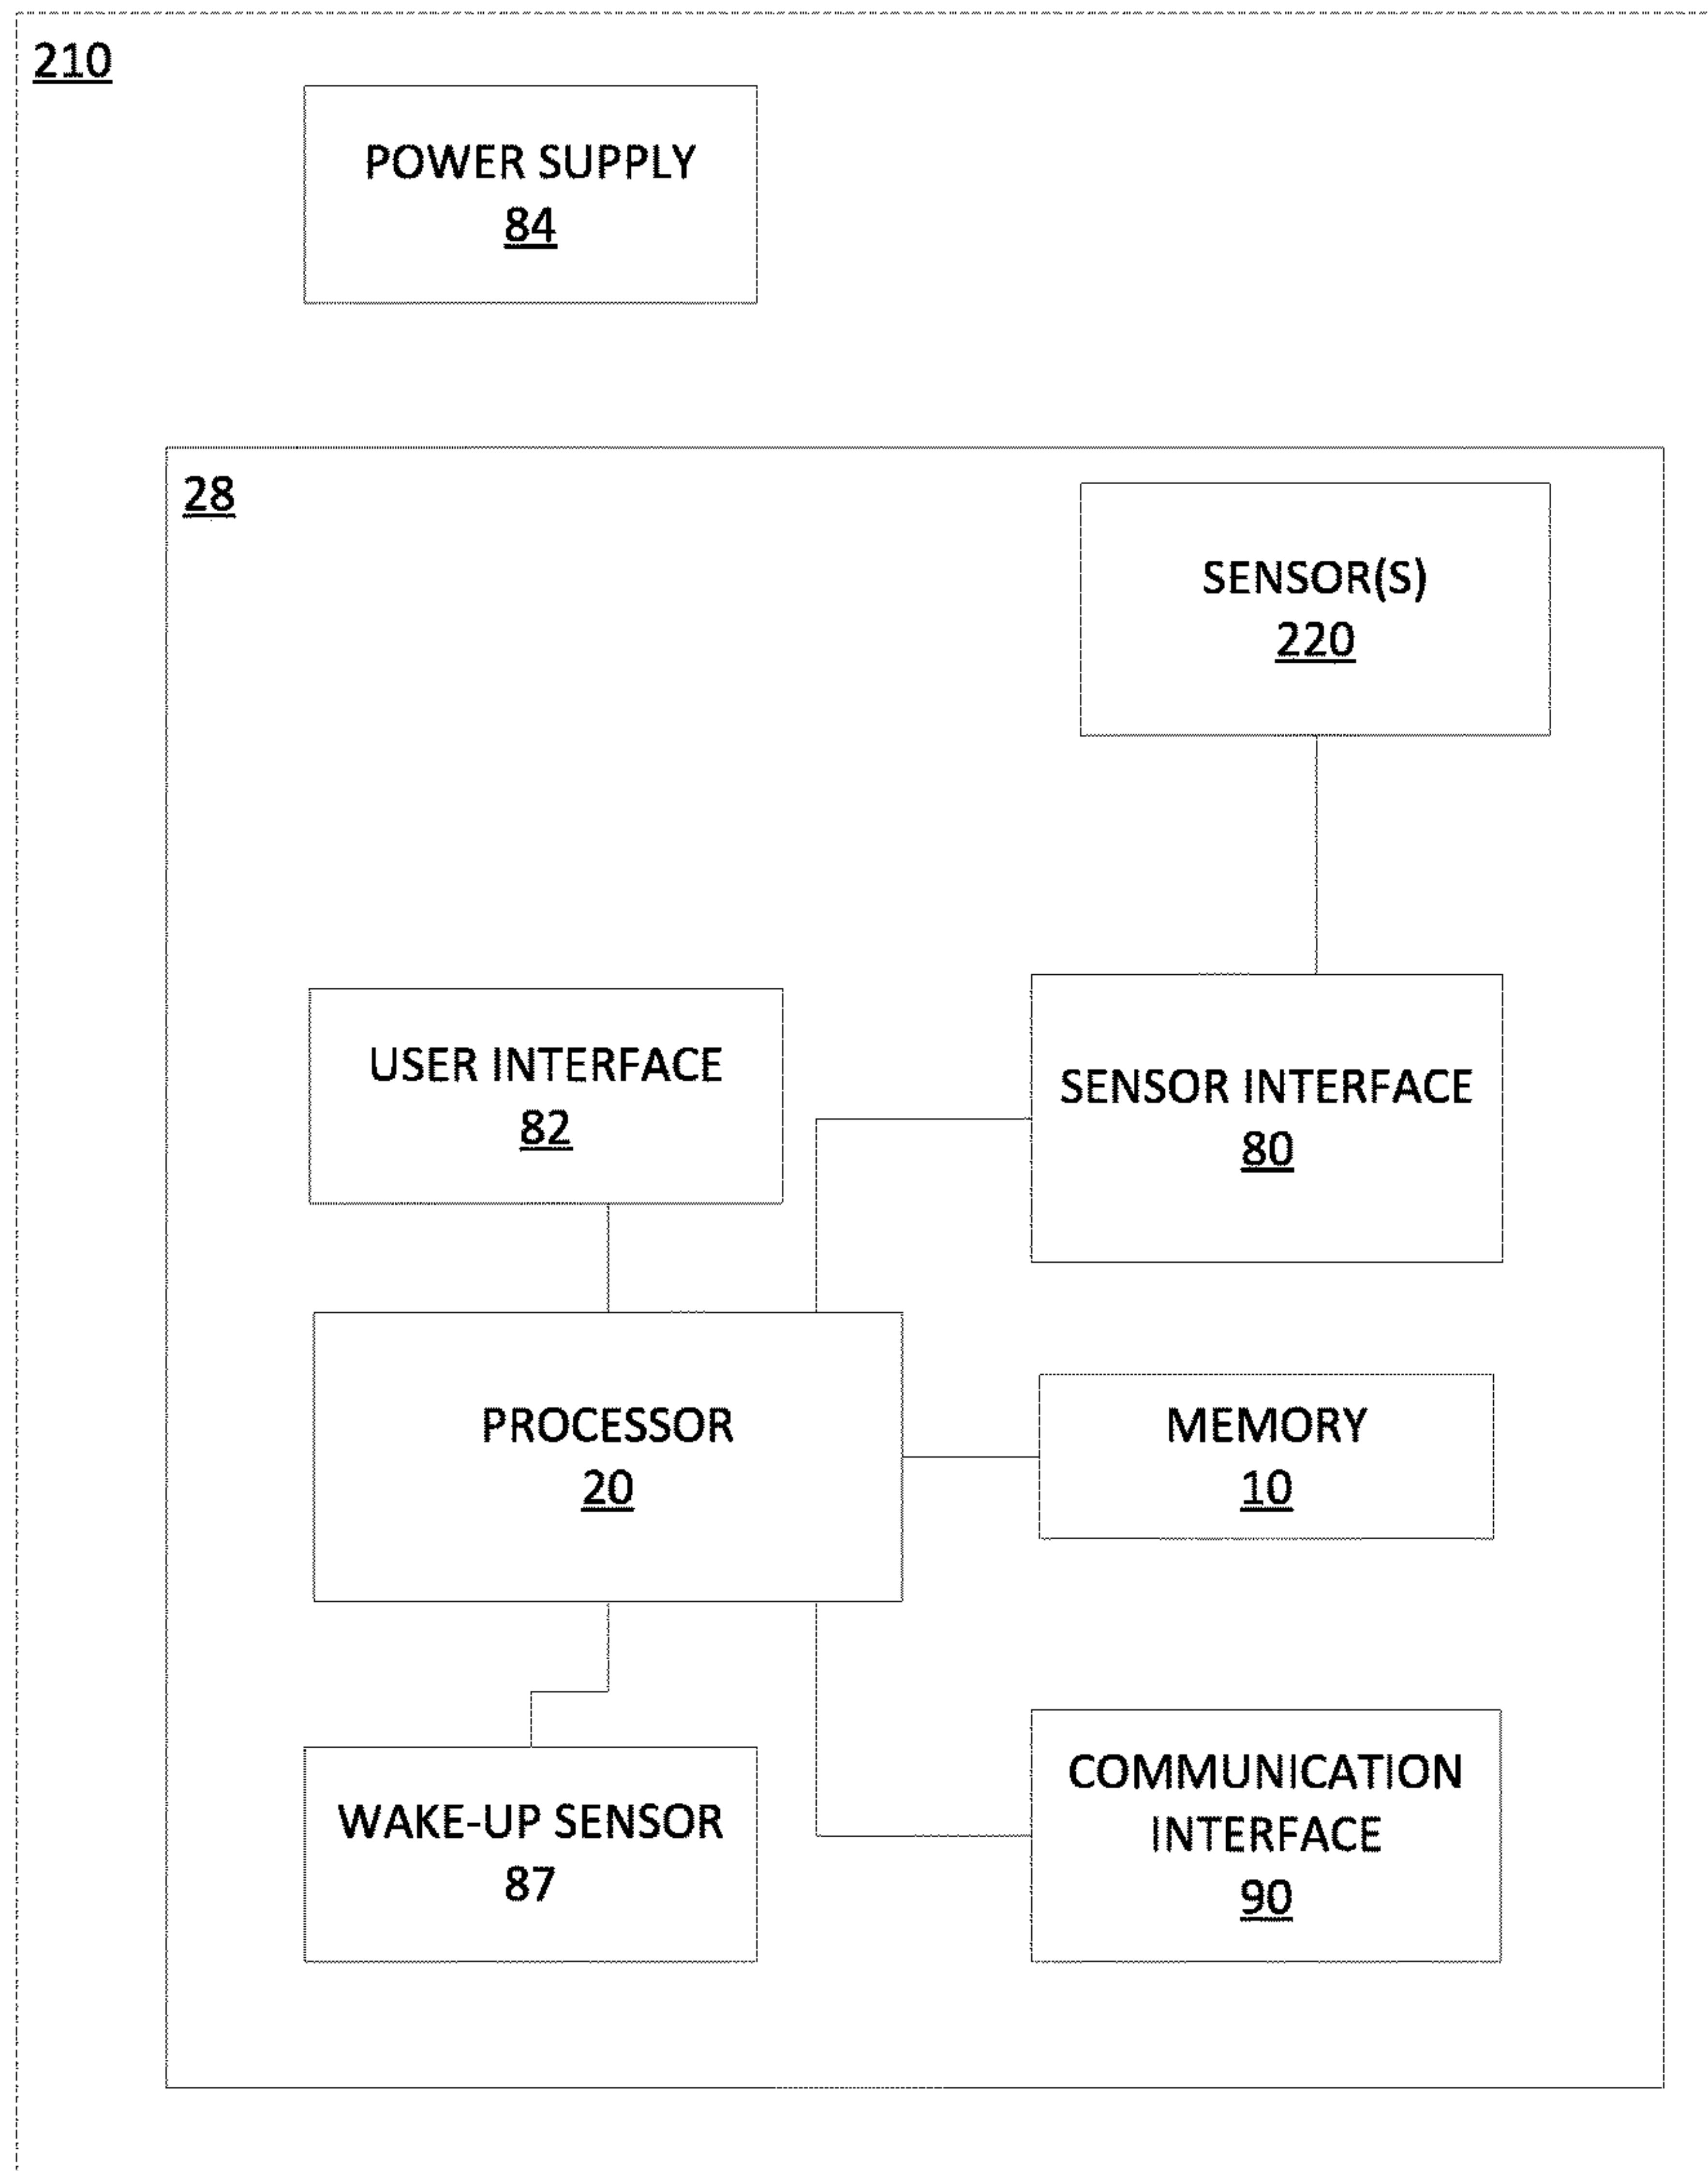 210
POWER SUPPLY
84
28
SENSOR(S)
220
USER INTERFACE
82
SENSOR INTERFACE
80
PROCESSOR
20
MEMORY
10
WAKE-UP SENSOR
87
COMMUNICATION
INTERFACE
90